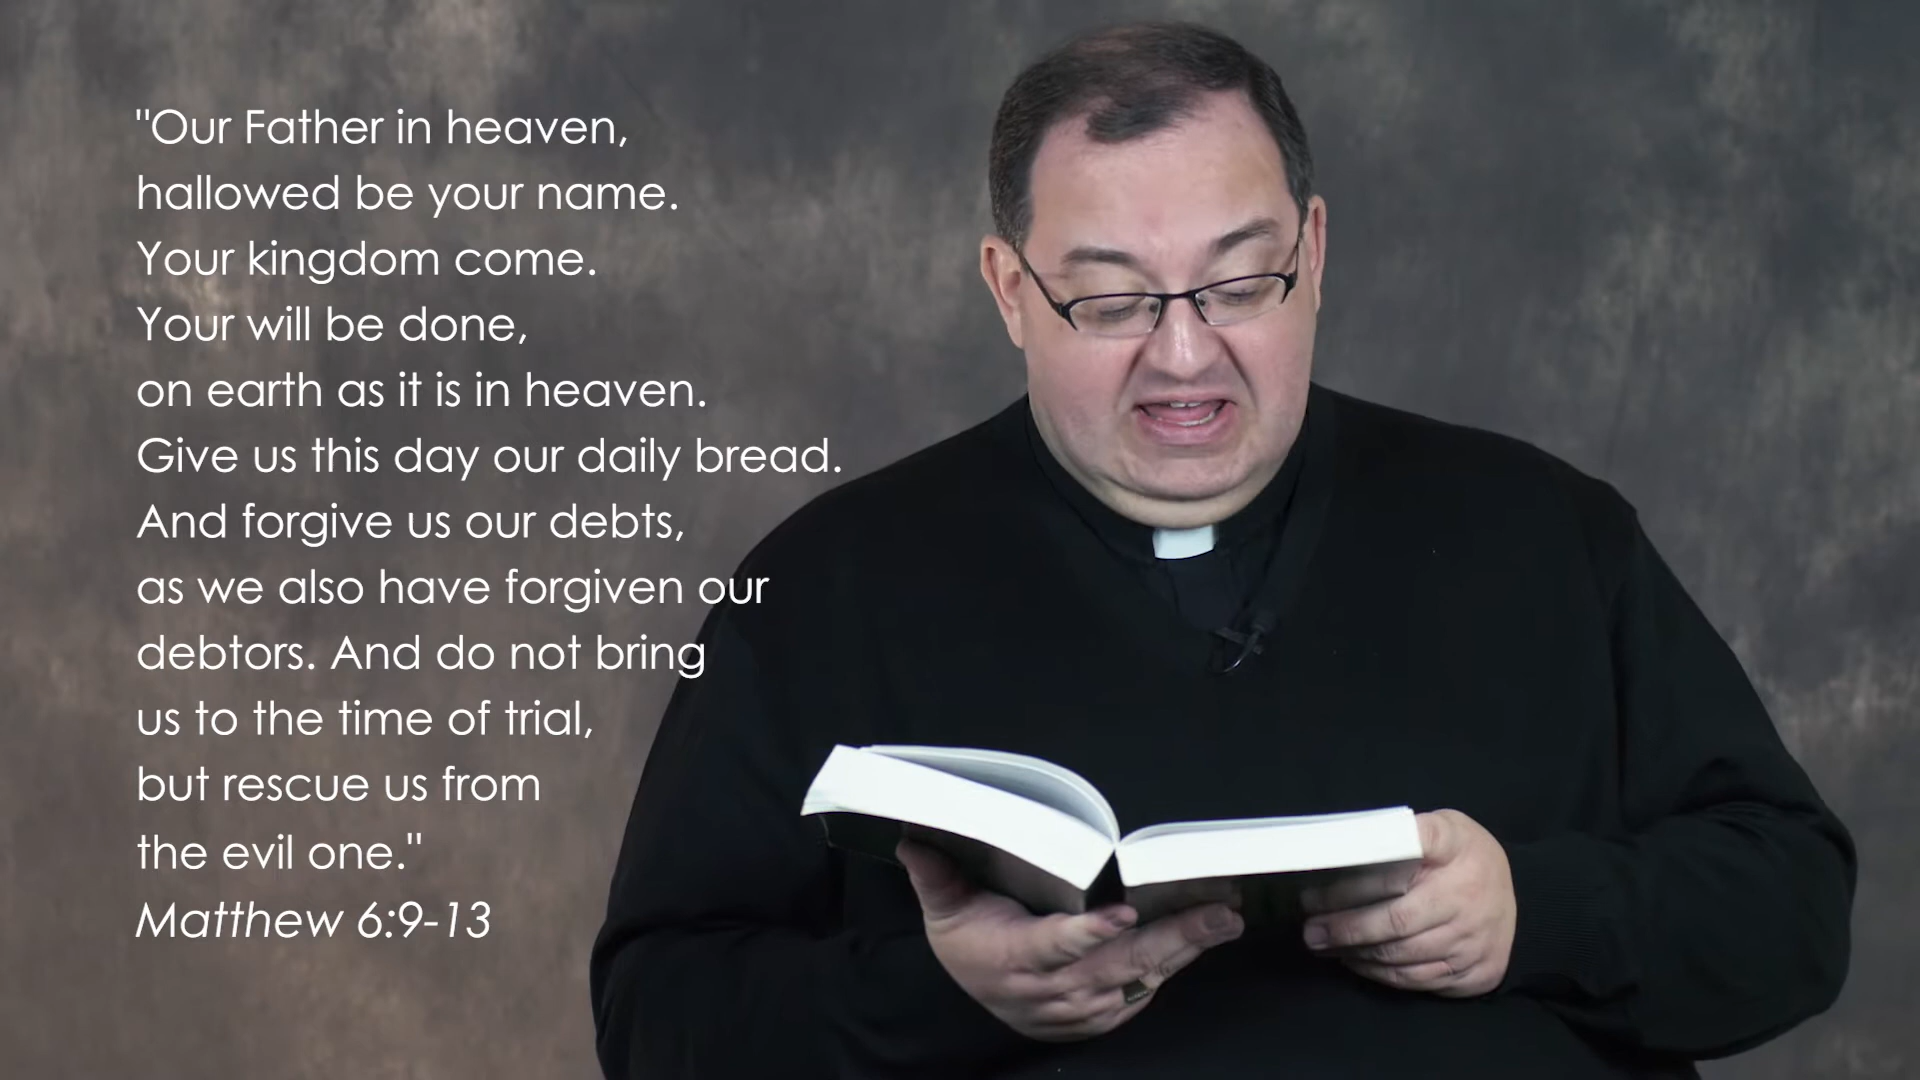 "Our Father in heaven,
hallowed be your name.
Your kingdom come.
Your will be done,
on earth as it is in heaven.
Give us this day our daily bread.
And forgive us our debts,
as we also have forgiven our
debtors. And do not bring
us to the time of trial,
but rescue us from
the evil one."
Matthew 6:9-13